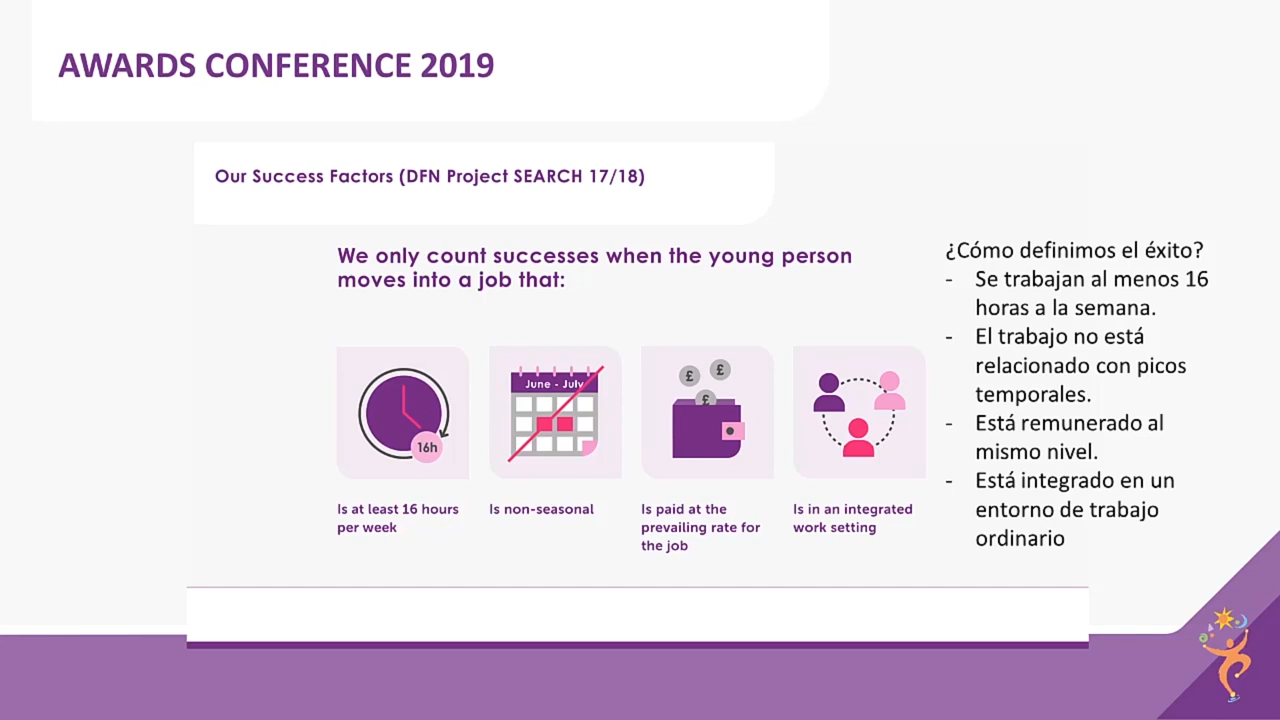 AWARDS CONFERENCE 2019
Our Success Factors (DFN Project SEARCH 17/18)
We only count successes when the young person
moves into a job that:
June - July
16h
£
£
£
Is at least 16 hours
per week
Is non-seasonal
Is paid at the
prevailing rate for
the job
Is in an integrated
work setting
¿Cómo definimos el éxito?
- Se trabajan al menos 16
horas a la semana.
- El trabajo no está
relacionado con picos
temporales.
- Está remunerado al
mismo nivel.
- Está integrado en un
entorno de trabajo
ordinario